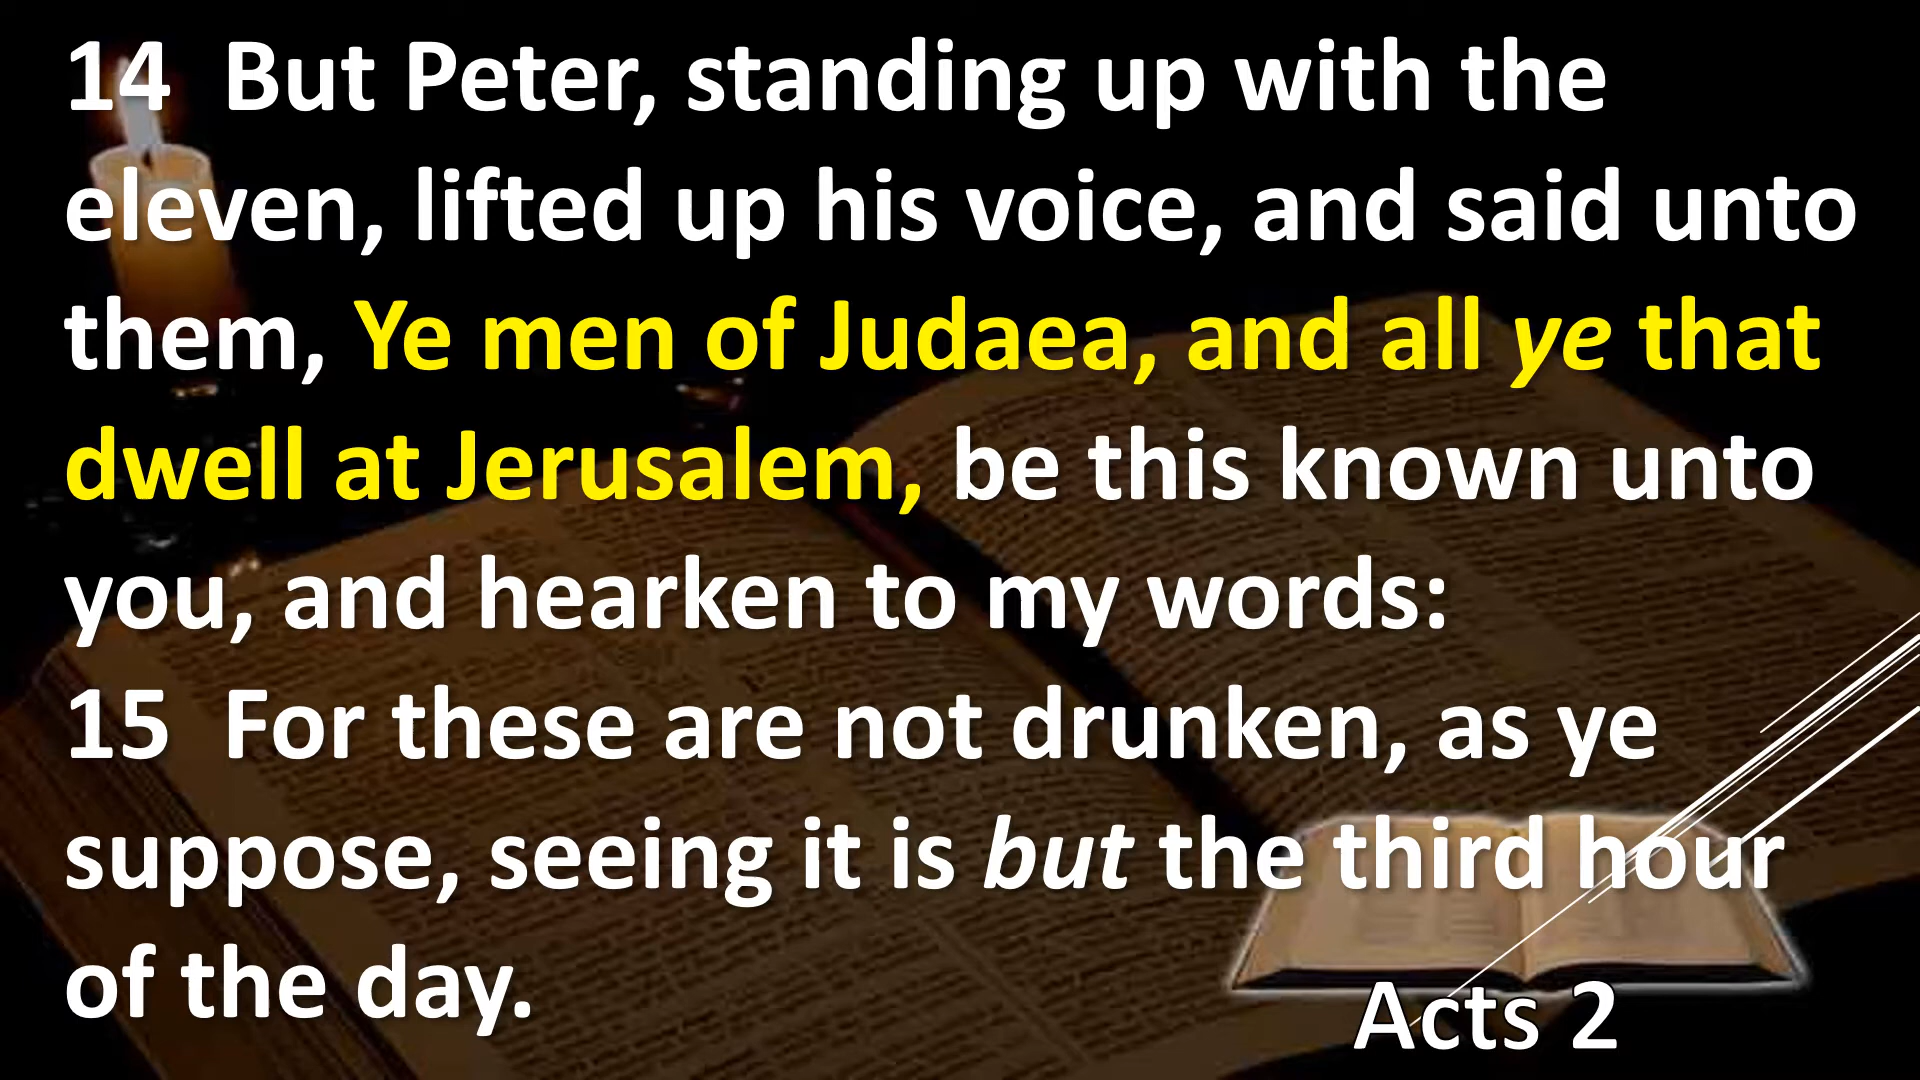 14 But Peter, standing up with the
eleven, lifted up his voice, and said unto
them, Ye men of Judaea, and all ye that
dwell at Jerusalem, be this known unto
you, and hearken to my words:
15 For these are not drunken, as ye
suppose, seeing it is but the third hour
of the day.
Acts 2